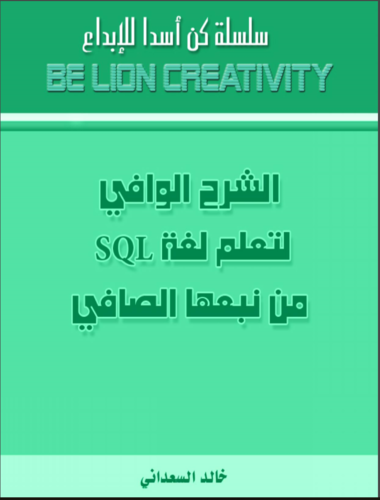 سلسلة كن أسدا للإبداع
BE LION CREATIVITY
الشرح الوافي
لتعلم لغة SQL
من نبعها الصافي
خالد السعداني